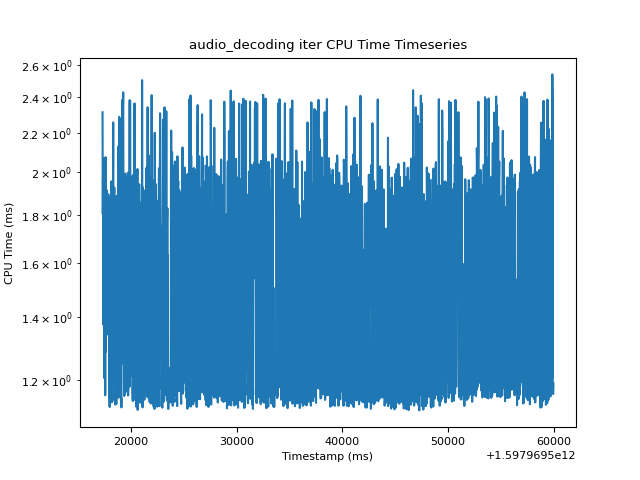 audio_decoding iter CPU Time Timeseries
2.6 × 10⁰
2.4 × 10⁰
2.2 × 10⁰
2 × 10⁰
1.8 × 10⁰
1.6 × 10⁰
1.4 × 10⁰
1.2 × 10⁰
CPU Time (ms)
20000 30000 40000 50000 60000
Timestamp (ms)
+1.5979695e12